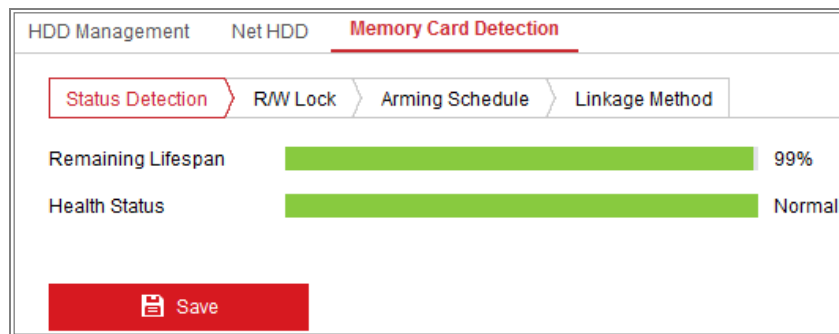 HDD Management Net HDD Memory Card Detection
Status Detection R/W Lock Arming Schedule Linkage Method
Remaining Lifespan 99%
Health Status Normal
Save